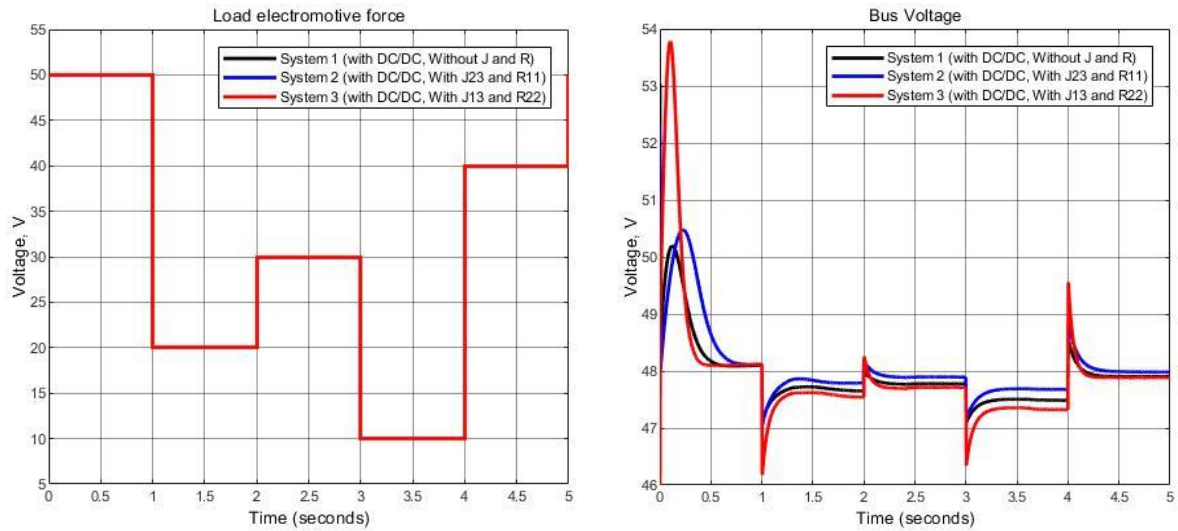 Load electromotive force
55
50
45
40
35
30
25
20
15
10
5
Voltage, V
System 1 (with DC/DC, Without J and R)
System 2 (with DC/DC, With J23 and R11)
System 3 (with DC/DC, With J13 and R22)
0 0.5 1 1.5 2 2.5 3 3.5 4 4.5 5
Time (seconds)
Bus Voltage
54
53
52
51
50
49
48
47
46
Voltage, V
System 1 (with DC/DC, Without J and R)
System 2 (with DC/DC, With J23 and R11)
System 3 (with DC/DC, With J13 and R22)
0 0.5 1 1.5 2 2.5 3 3.5 4 4.5 5
Time (seconds)